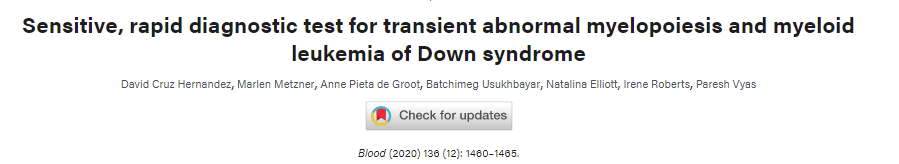 Sensitive, rapid diagnostic test for transient abnormal myelopoiesis and myeloid
leukemia of Down syndrome
David Cruz Hernandez, Marlen Metzner, Anne Pieta de Groot, Batchimeg Usukhbayar, Natalina Elliott, Irene Roberts, Paresh Vyas
Check for updates
Blood (2020) 136 (12): 1460–1465.